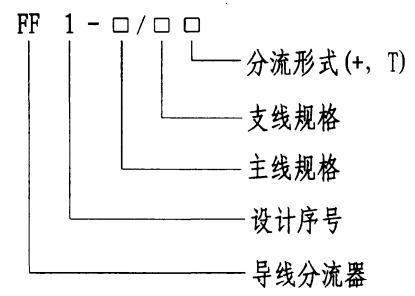 FF 1 - □ / □ □
分流形式(+, T)
支线规格
主线规格
设计序号
导线分流器